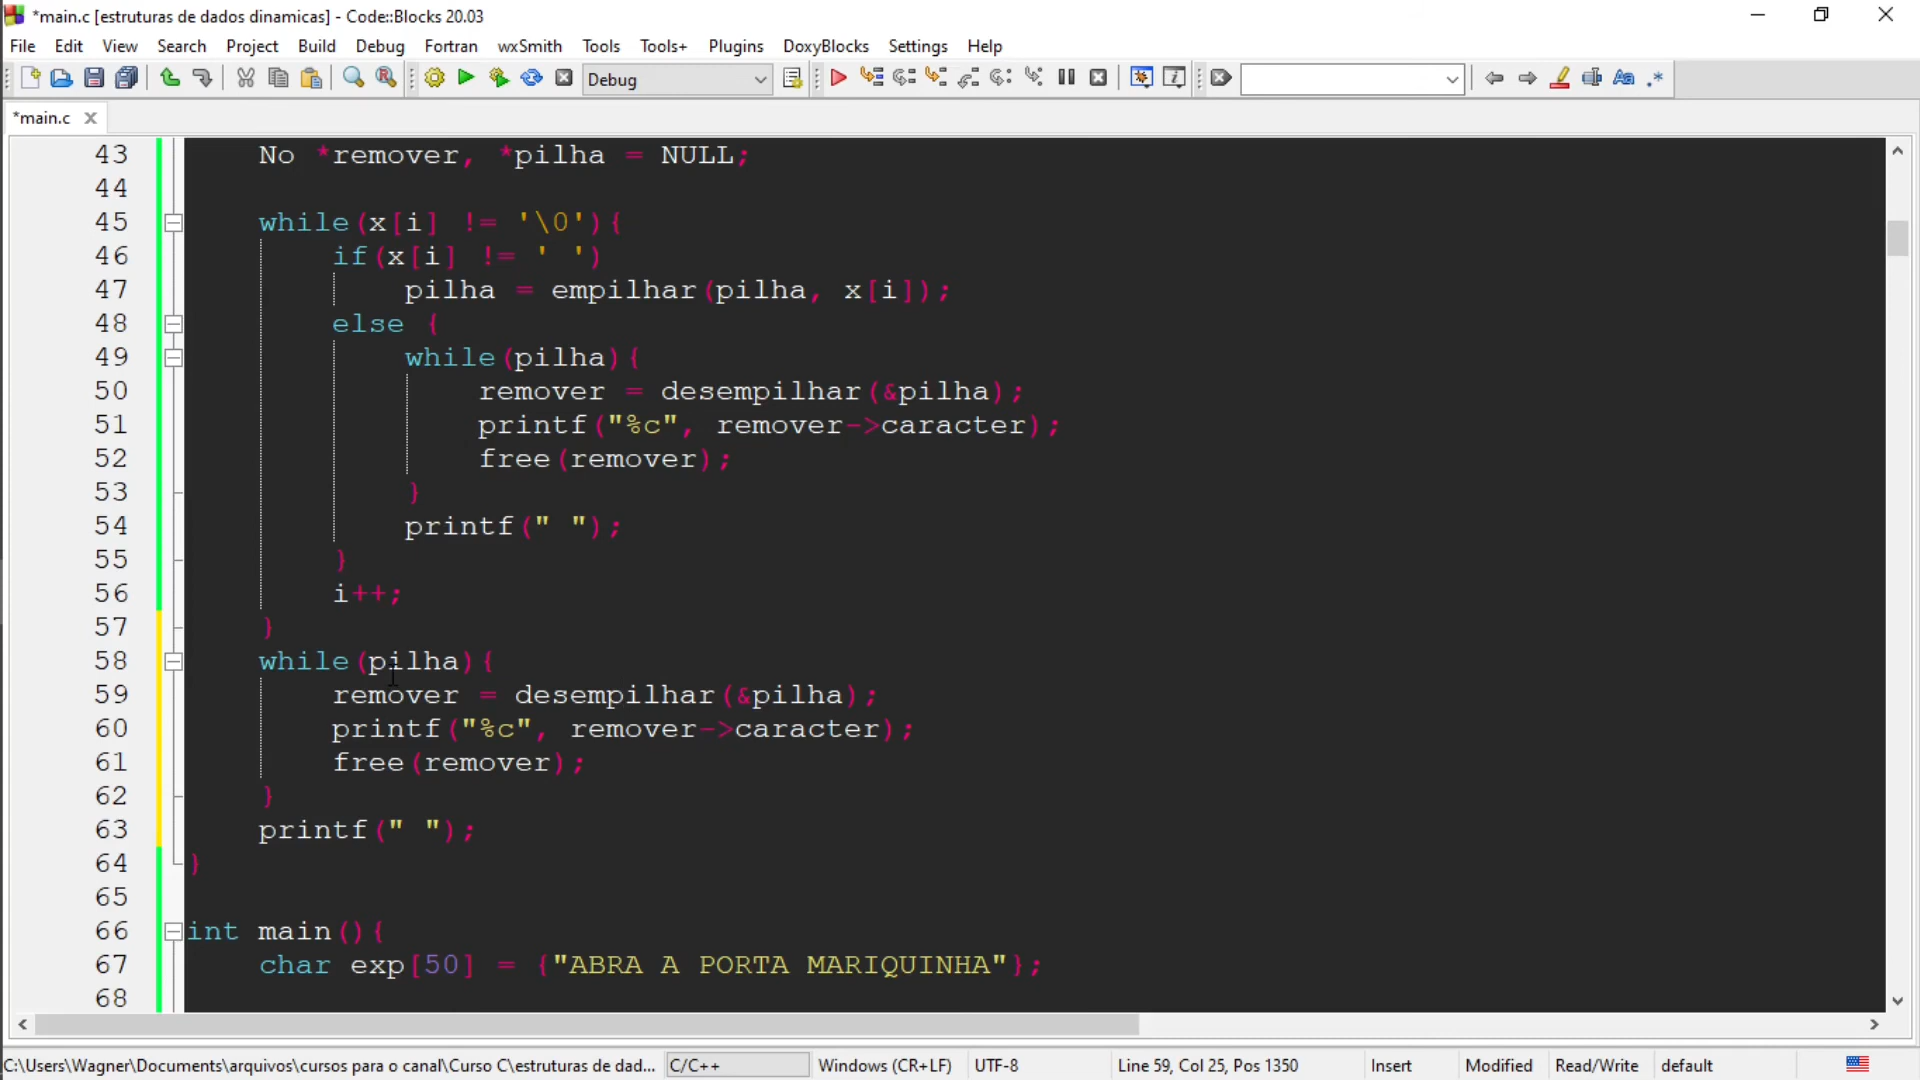 *main.c [estruturas de dados dinamicas] - Code::Blocks 20.03
File Edit View Search Project Build Debug Fortran wxSmith Tools Tools+ Plugins DoxyBlocks Settings Help
Debug
*main.c
43 No *remover, *pilha = NULL;
44
45 while(x[i] != '\0'){
46 if(x[i] != ' ')
47 pilha = empilhar(pilha, x[i]);
48 else {
49 while(pilha){
50 remover = desempilhar(&pilha);
51 printf("%c", remover->caracter);
52 free(remover);
53 }
54 printf(" ");
55 }
56 i++;
57 }
58 while(pilha){
59 remover = desempilhar(&pilha);
60 printf("%c", remover->caracter);
61 free(remover);
62 }
63 printf(" ");
64 }
65
66 int main(){
67 char exp[50] = {"ABRA A PORTA MARIQUINHA"};
68
C:\Users\Wagner\Documents\arquivos\cursos para o canal\Curso C\estruturas de dad... C/C++ Windows (CR+LF) UTF-8 Line 59, Col 25, Pos 1350 Insert Modified Read/Write default